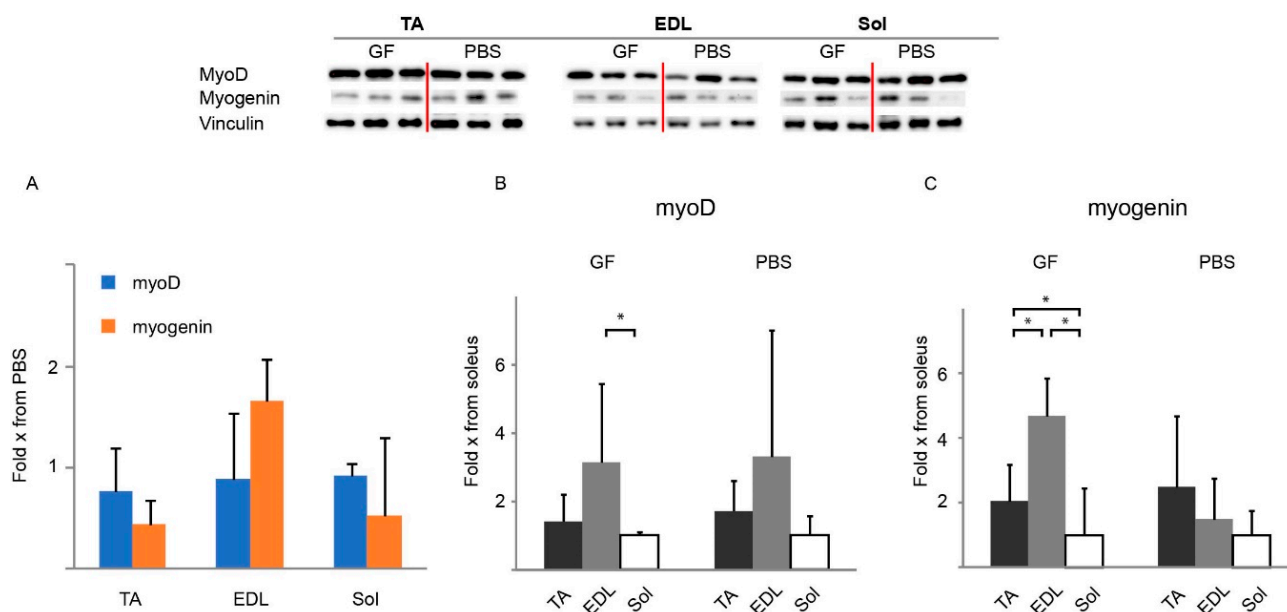 TA EDL Sol
GF PBS GF PBS GF PBS
MyoD
Myogenin
Vinculin
A
B
C
myoD
myogenin
GF PBS
GF PBS
2
myoD
myogenin
2
1
Fold x from PBS
TA EDL Sol
*
6
4
2
Fold x from soleus
TA EDL Sol TA EDL Sol
*
* *
6
4
2
Fold x from soleus
TA EDL Sol TA EDL Sol